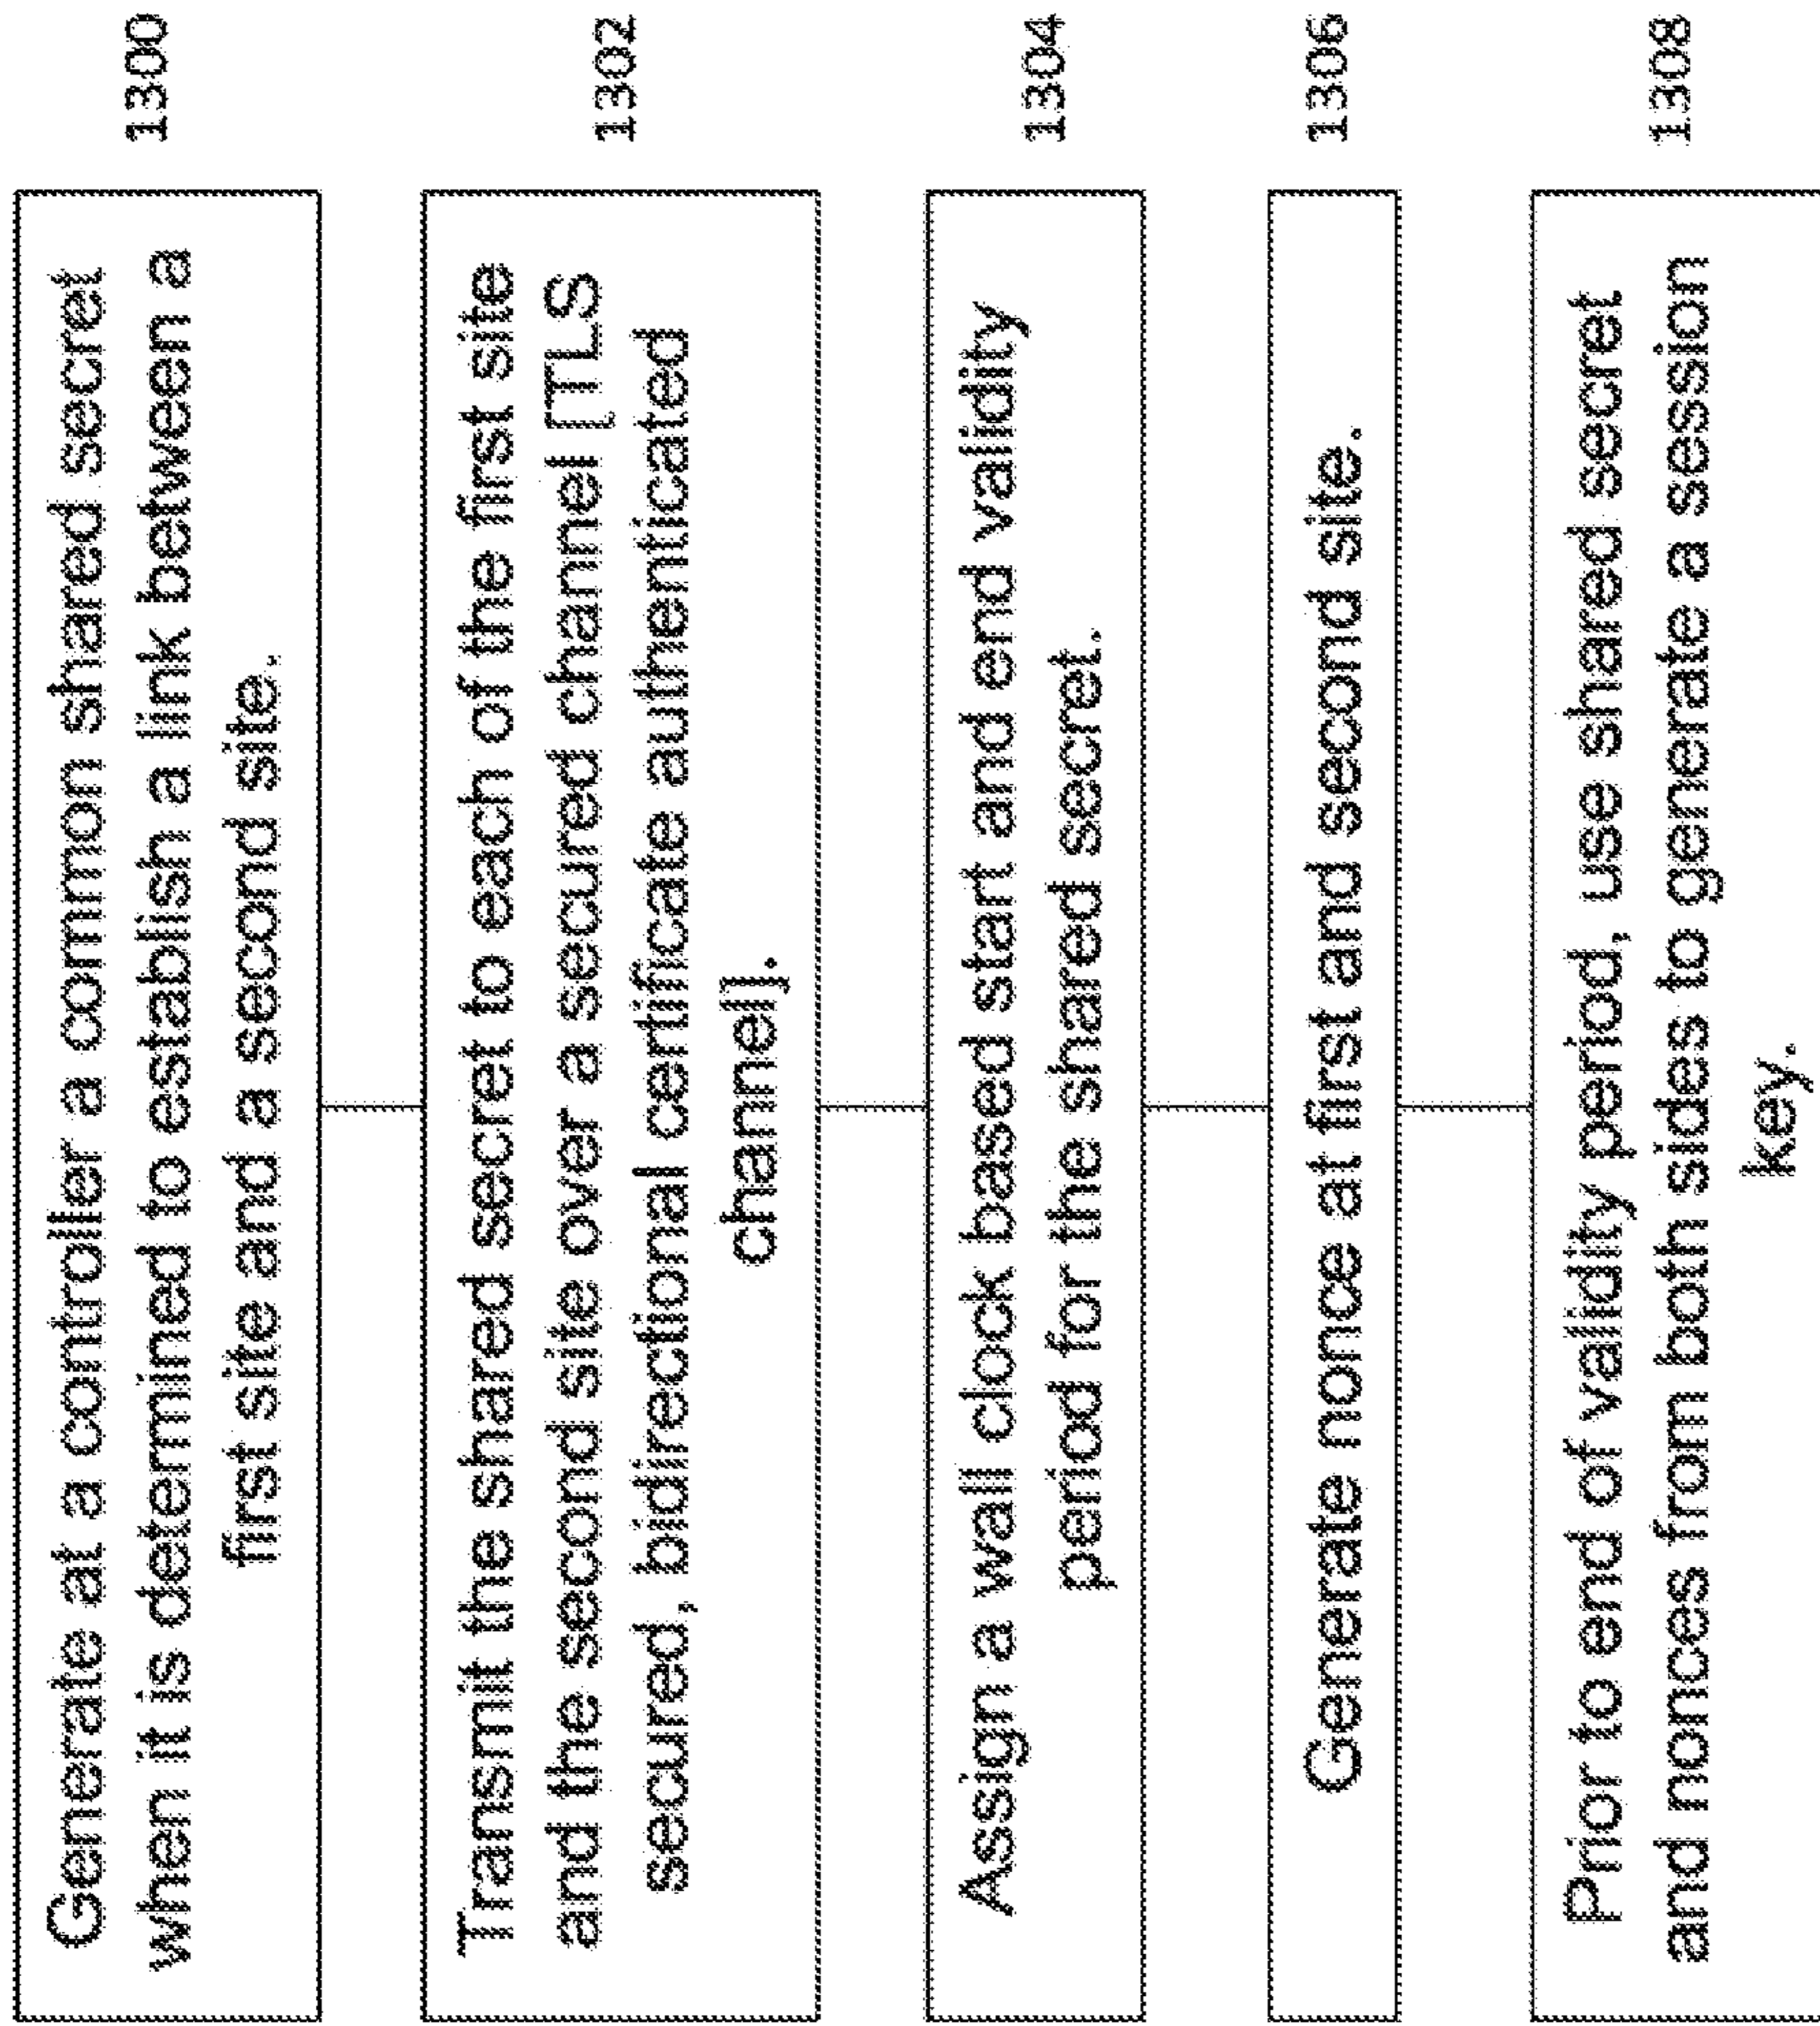 Generate at a controller a common shared secret
when it is determined to establish a link between a
first site and a second site.
1300
Transmit the shared secret to each of the first site
and the second site over a secured channel [TLS
secured, bidirectional certificate authenticated
channel].
1302
Assign a wall clock based start and end validity
period for the shared secret.
1304
Generate nonce at first and second site.
1306
Prior to end of validity period, use shared secret
and nonces from both sides to generate a session
key.
1308